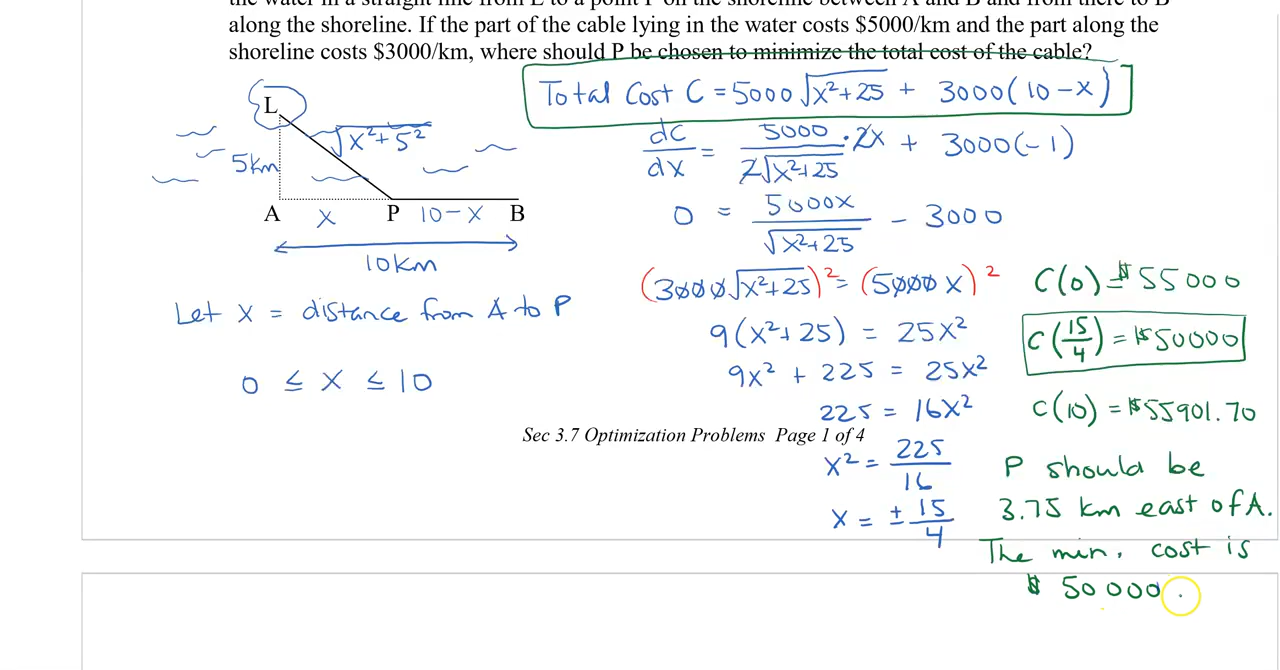 the water in a straight line from L to a point P on the shoreline between A and B and from there to B
along the shoreline. If the part of the cable lying in the water costs $5000/km and the part along the
shoreline costs $3000/km, where should P be chosen to minimize the total cost of the cable?
Total Cost C = 5000√(x²+25) + 3000(10-x)
L
√(x²+5²)
5km
A x P 10-x B
10km
Let x = distance from A to P
0 ≤ x ≤ 10
dC/dx = 5000/(2√(x²+25)) · 2x + 3000(-1)
0 = 5000x/√(x²+25) - 3000
(3000√(x²+25))² = (5000x)²
9(x²+25) = 25x²
9x² + 225 = 25x²
225 = 16x²
x² = 225/16
x = ± 15/4
C(0) = $55000
C(15/4) = $50000
C(10) = $55901.70
P should be
3.75 km east of A.
The min. cost is
$50000.
Sec 3.7 Optimization Problems Page 1 of 4